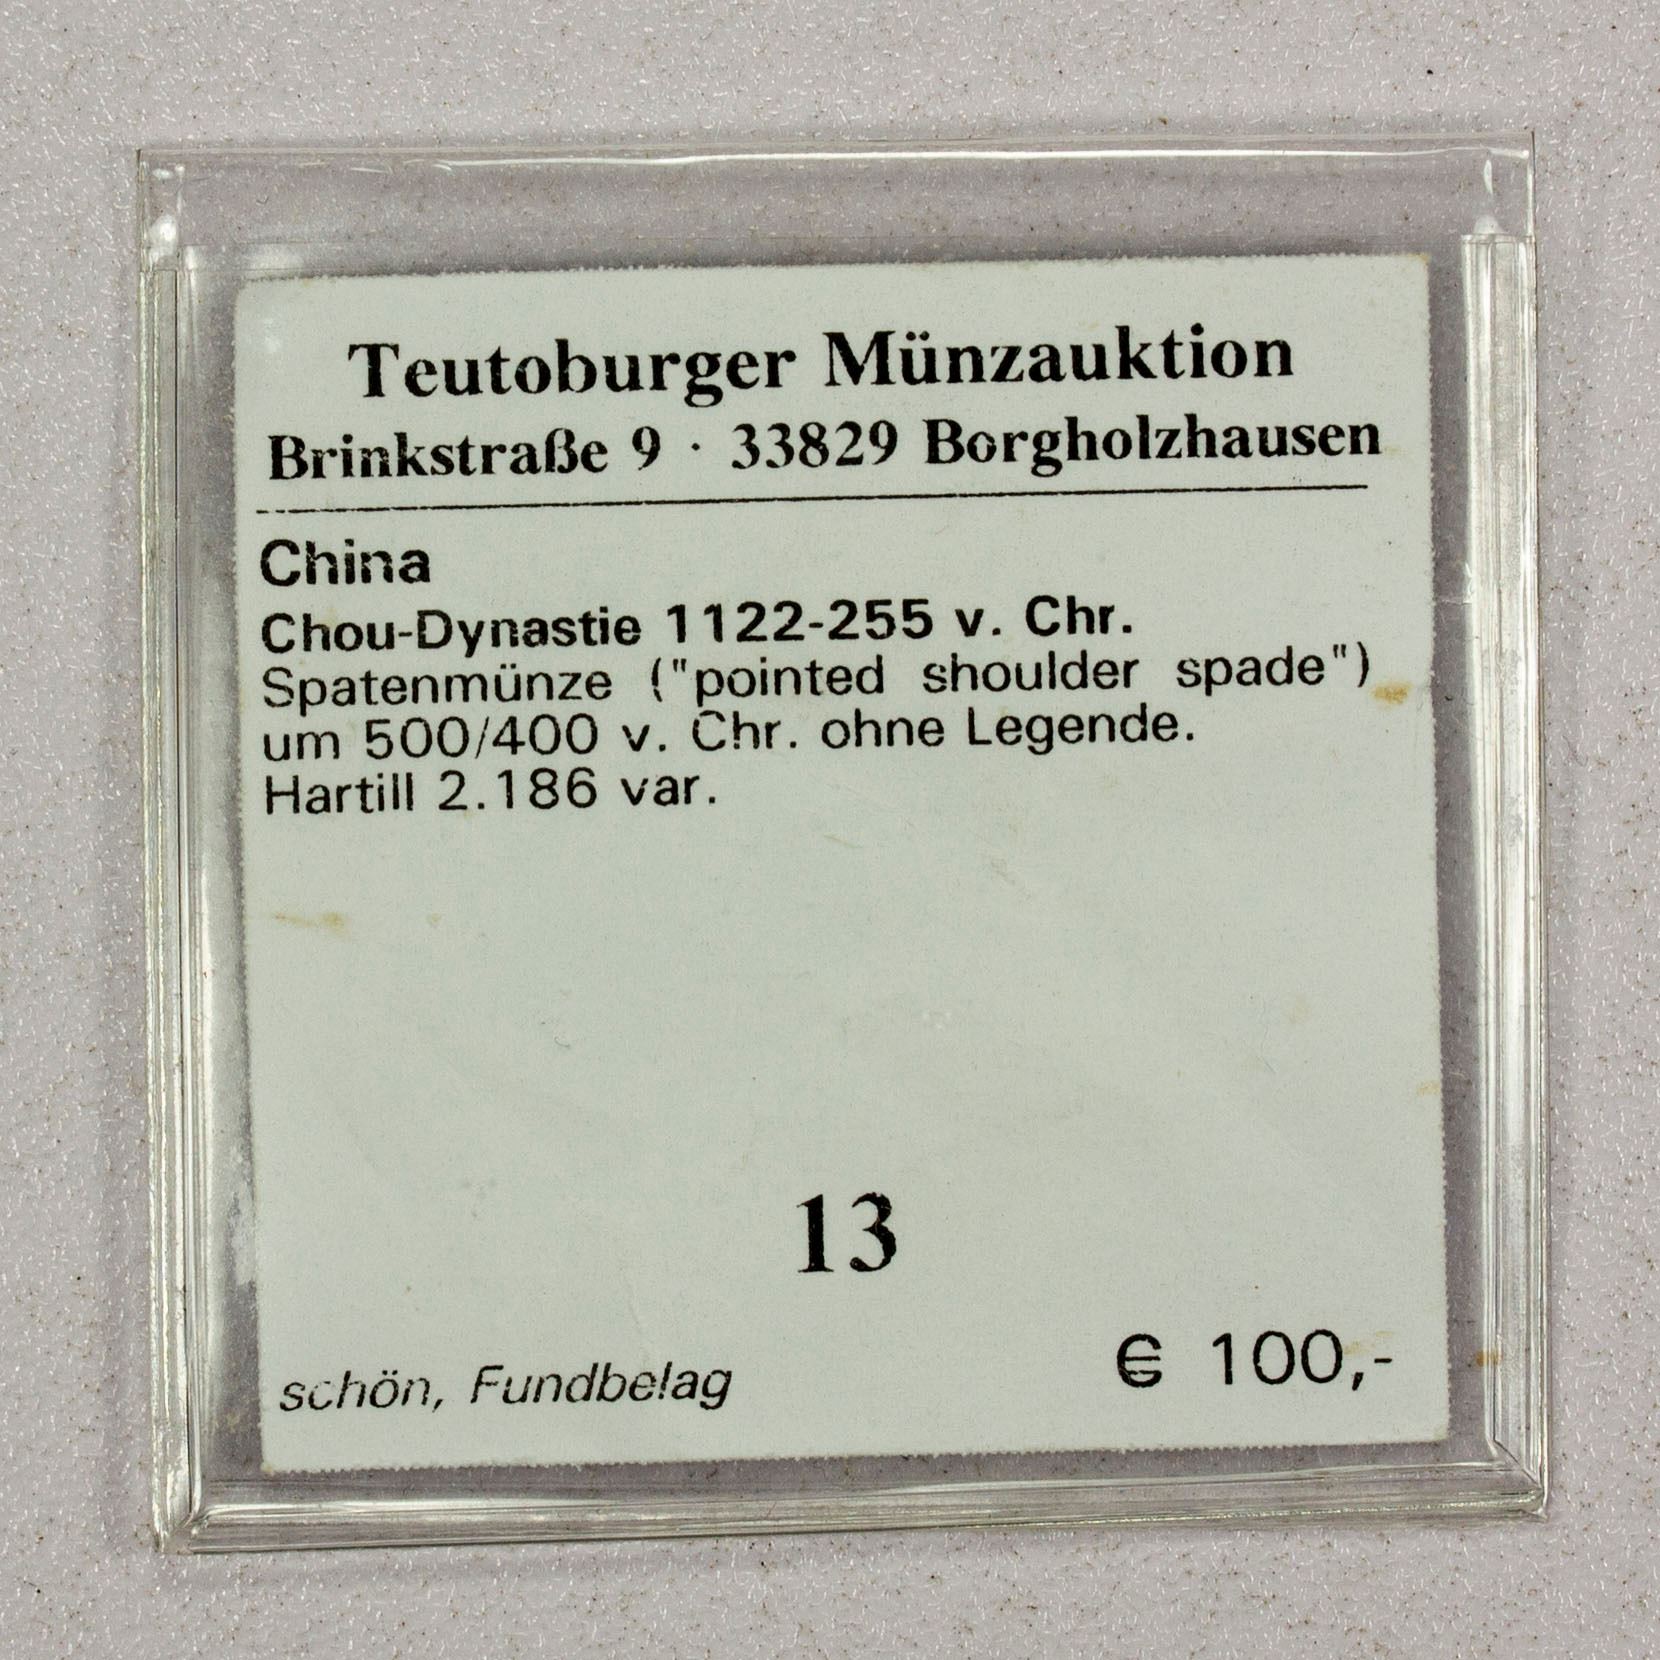 Teutoburger Münzauktion
Brinkstraße 9 · 33829 Borgholzhausen
China
Chou-Dynastie 1122-255 v. Chr.
Spatenmünze ("pointed shoulder spade")
um 500/400 v. Chr. ohne Legende.
Hartill 2.186 var.
13
schön, Fundbelag € 100,-